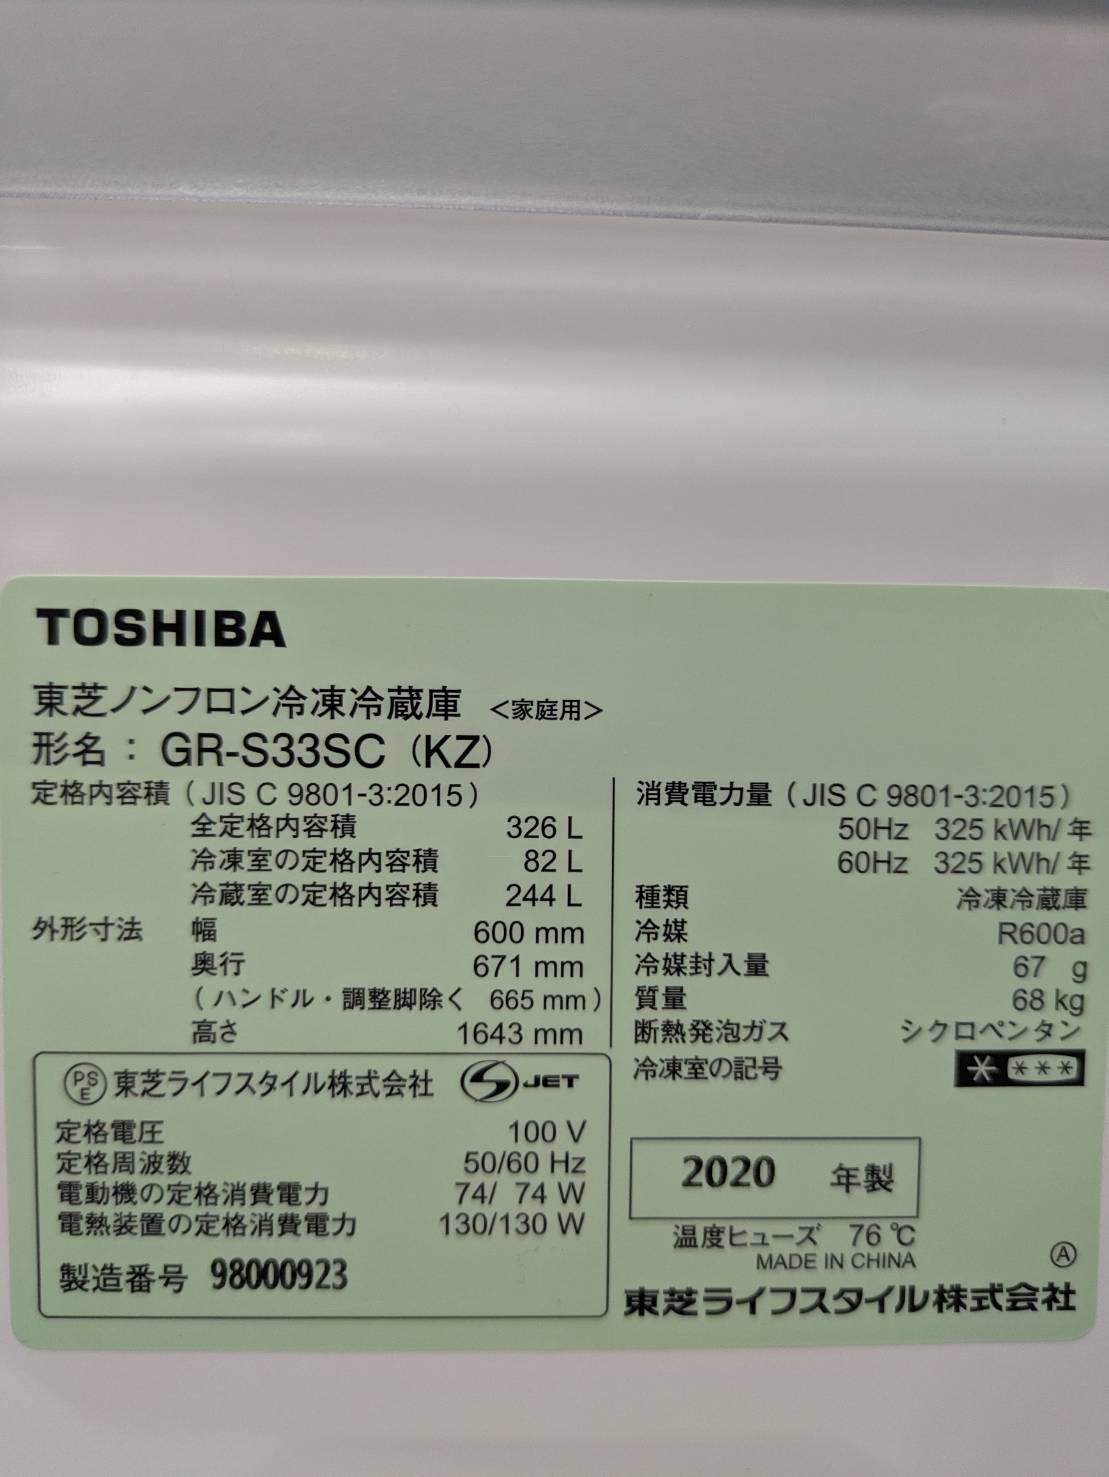 TOSHIBA
東芝ノンフロン冷凍冷蔵庫 <家庭用>
形名： GR-S33SC (KZ)
定格内容積 ( JIS C 9801-3:2015 )
全定格内容積 326 L
冷凍室の定格内容積 82 L
冷蔵室の定格内容積 244 L
外形寸法 幅 600 mm
奥行 671 mm
( ハンドル・調整脚除く 665 mm )
高さ 1643 mm
PSE 東芝ライフスタイル株式会社 S JET
定格電圧 100 V
定格周波数 50/60 Hz
電動機の定格消費電力 74/ 74 W
電熱装置の定格消費電力 130/130 W
製造番号 98000923
消費電力量 ( JIS C 9801-3:2015 )
50Hz 325 kWh/年
60Hz 325 kWh/年
種類 冷凍冷蔵庫
冷媒 R600a
冷媒封入量 67 g
質量 68 kg
断熱発泡ガス シクロペンタン
冷凍室の記号 * ***
2020 年製
温度ヒューズ 76 ℃
MADE IN CHINA
Ⓐ
東芝ライフスタイル株式会社